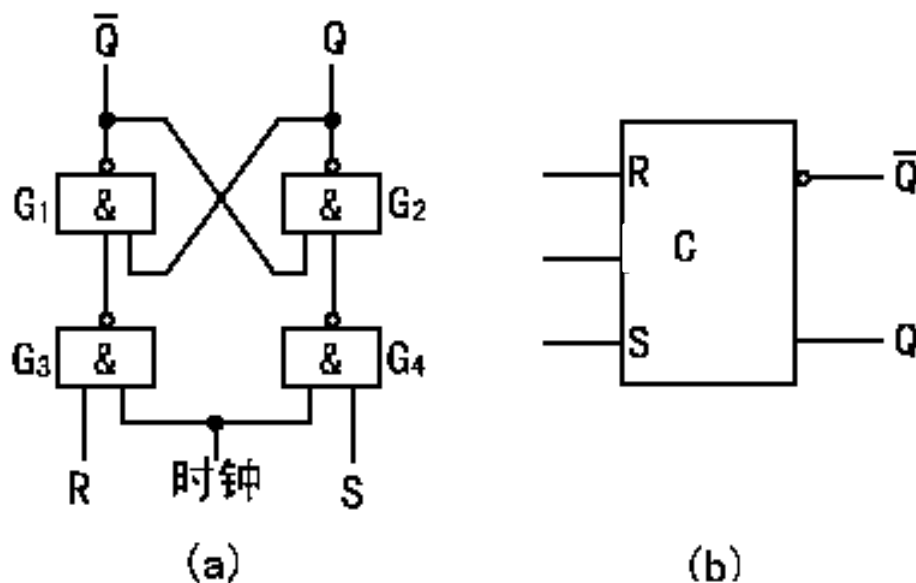 Q̅ Q
G₁ & & G₂
G₃ & & G₄
R 时钟 S
(a)
R Q̅
C
S Q
(b)